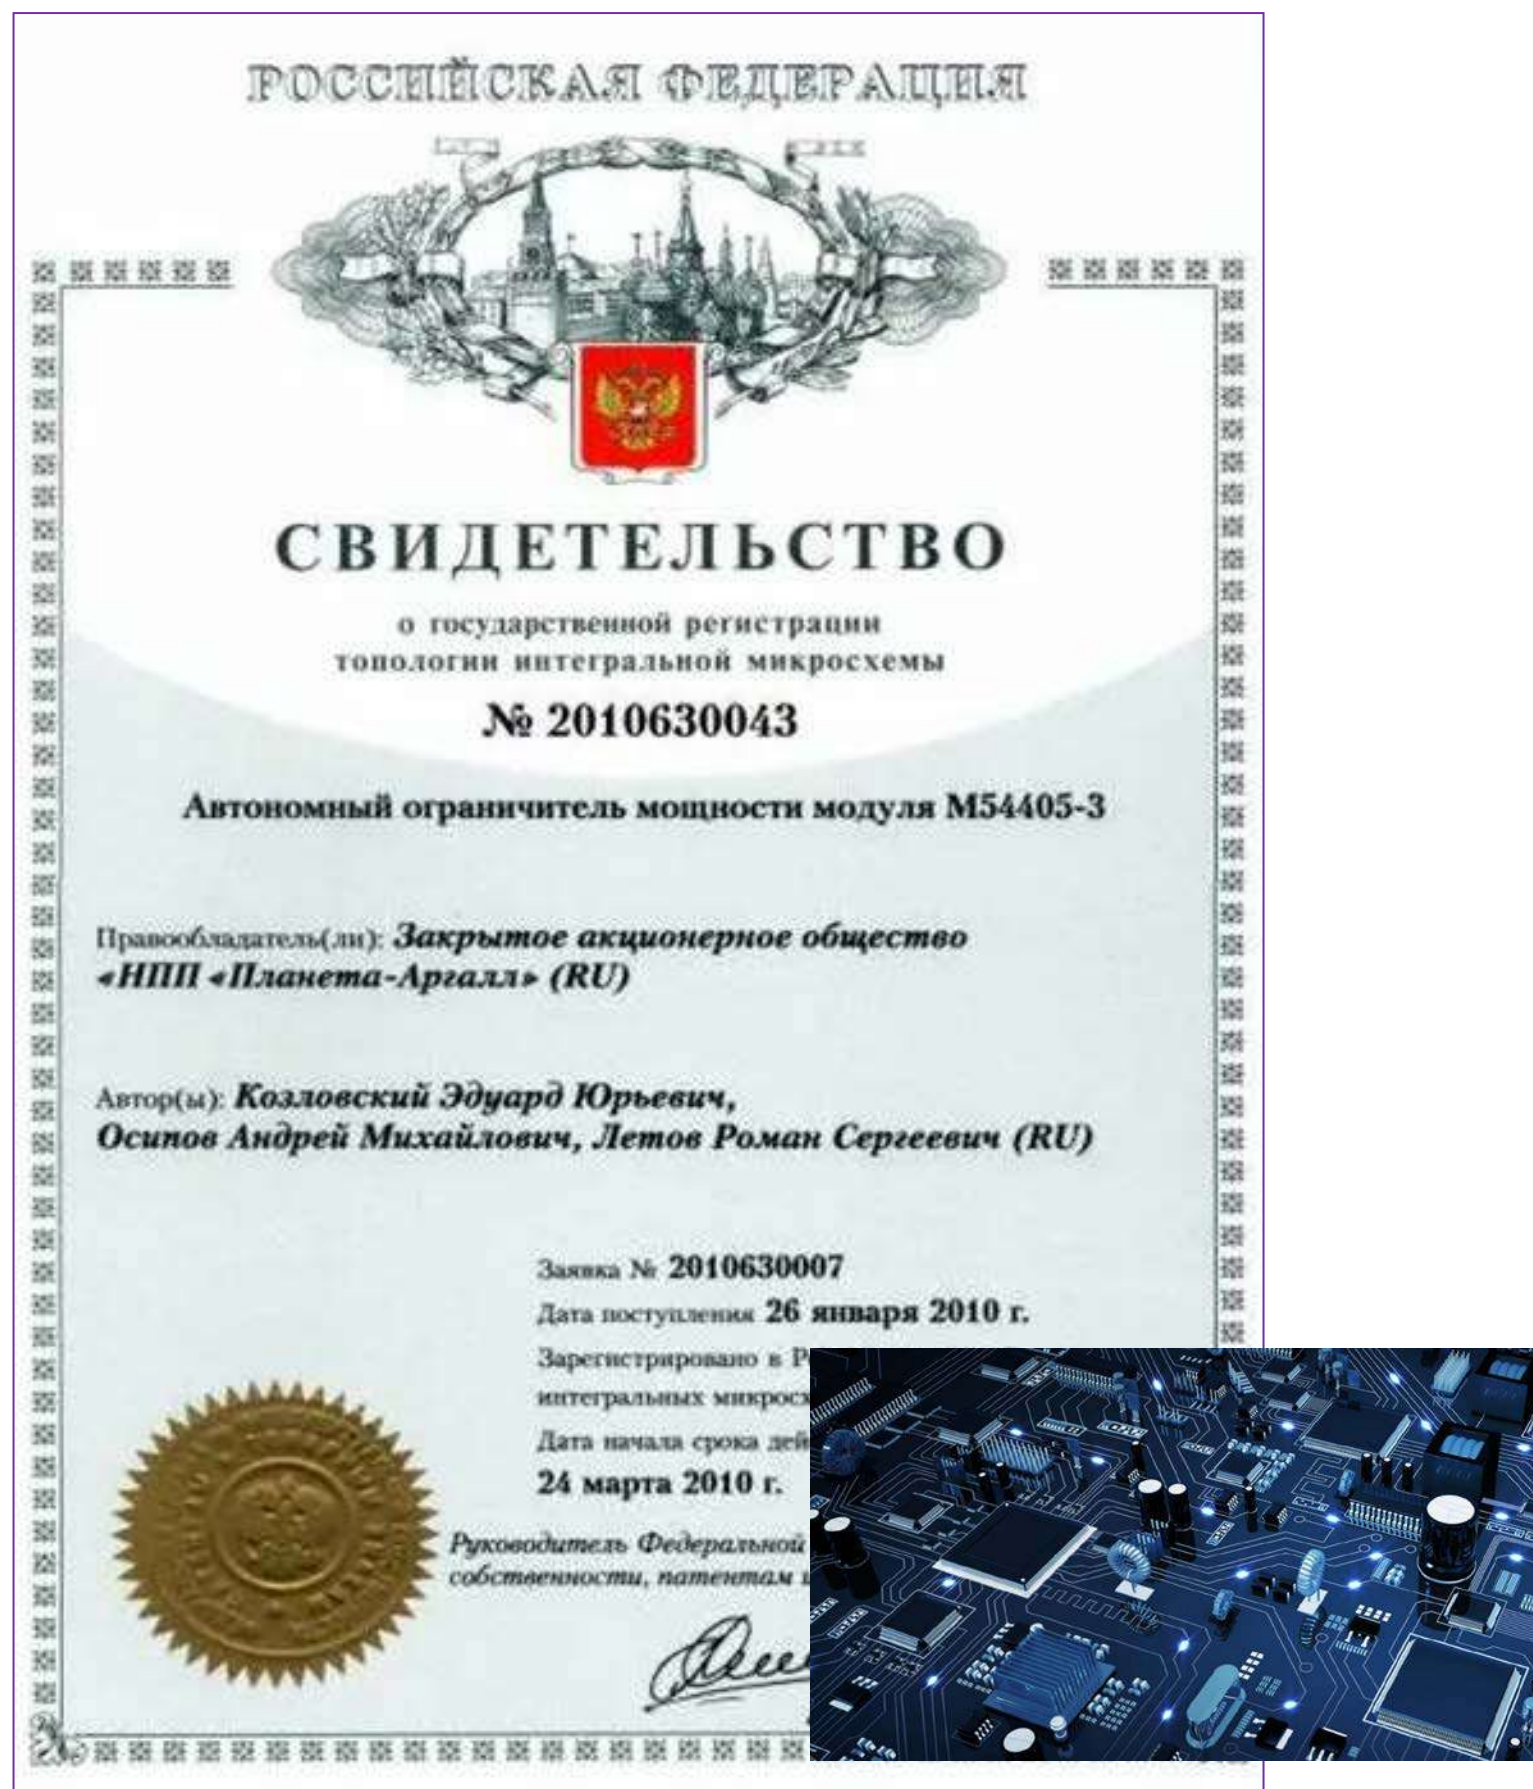 РОССИЙСКАЯ ФЕДЕРАЦИЯ
СВИДЕТЕЛЬСТВО
о государственной регистрации
топологии интегральной микросхемы
№ 2010630043
Автономный ограничитель мощности модуля М54405-3
Правообладатель(ли): Закрытое акционерное общество
«НПП «Планета-Аргалл» (RU)
Автор(ы): Козловский Эдуард Юрьевич,
Осипов Андрей Михайлович, Летов Роман Сергеевич (RU)
Заявка № 2010630007
Дата поступления 26 января 2010 г.
Зарегистрировано в
интегральных
Дата начала срока
24 марта 2010 г.
Руководитель Федеральной
собственности, патентам